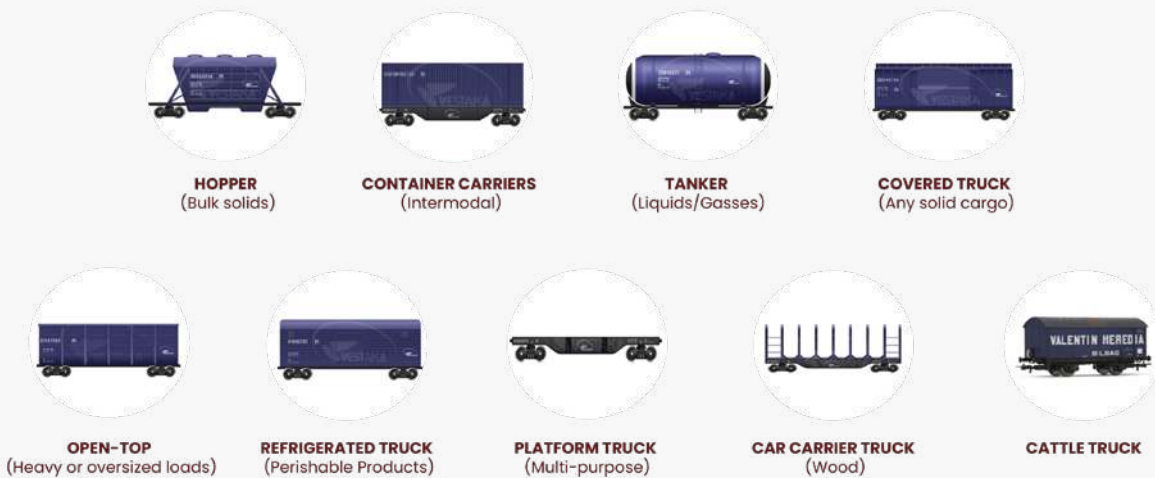 HOPPER
(Bulk solids)
CONTAINER CARRIERS
(Intermodal)
TANKER
(Liquids/Gasses)
COVERED TRUCK
(Any solid cargo)
VALENTIN HEREDIA
BILBAO
OPEN-TOP
(Heavy or oversized loads)
REFRIGERATED TRUCK
(Perishable Products)
PLATFORM TRUCK
(Multi-purpose)
CAR CARRIER TRUCK
(Wood)
CATTLE TRUCK